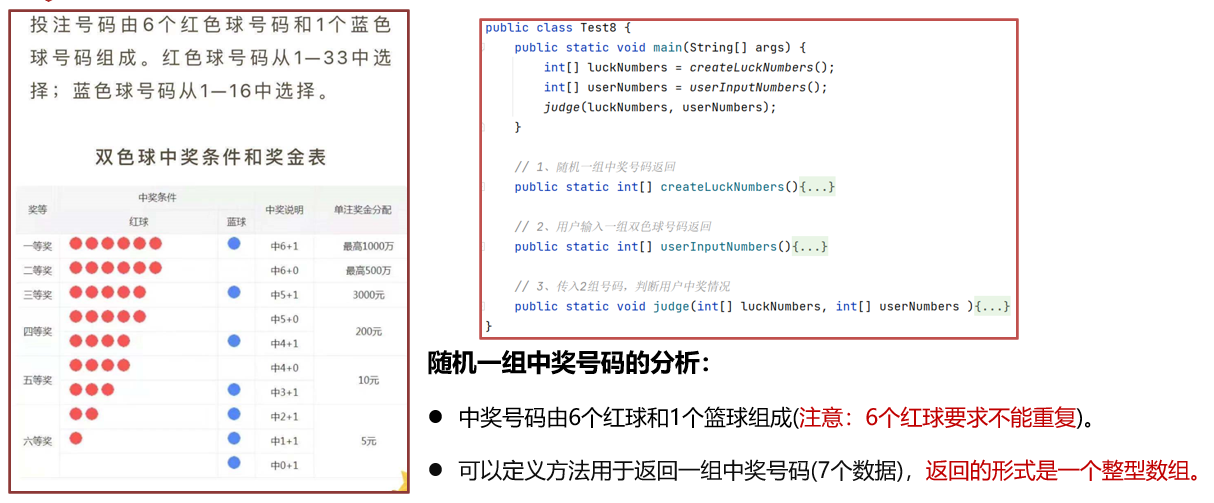 投注号码由6个红色球号码和1个蓝色
球号码组成。红色球号码从1—33中选
择；蓝色球号码从1—16中选择。
双色球中奖条件和奖金表
奖等 中奖条件 中奖说明 单注奖金分配
红球 蓝球
一等奖 中6+1 最高1000万
二等奖 中6+0 最高500万
三等奖 中5+1 3000元
四等奖 中5+0 200元
中4+1
五等奖 中4+0 10元
中3+1
六等奖 中2+1 5元
中1+1
中0+1
public class Test8 {
public static void main(String[] args) {
int[] luckNumbers = createLuckNumbers();
int[] userNumbers = userInputNumbers();
judge(luckNumbers, userNumbers);
}
// 1、随机一组中奖号码返回
public static int[] createLuckNumbers(){...}
// 2、用户输入一组双色球号码返回
public static int[] userInputNumbers(){...}
// 3、传入2组号码，判断用户中奖情况
public static void judge(int[] luckNumbers, int[] userNumbers ){...}
}
随机一组中奖号码的分析：
● 中奖号码由6个红球和1个篮球组成(注意：6个红球要求不能重复)。
● 可以定义方法用于返回一组中奖号码(7个数据)，返回的形式是一个整型数组。